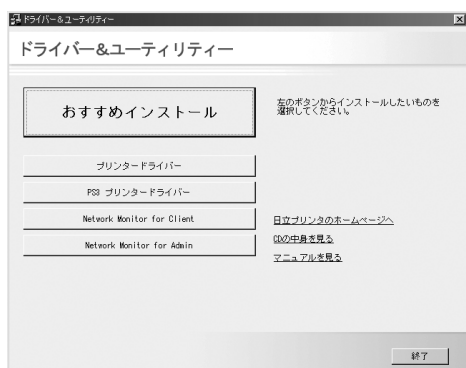 ドライバー&ユーティリティー
ドライバー&ユーティリティー
おすすめインストール
左のボタンからインストールしたいものを
選択してください。
プリンタードライバー
PS3 プリンタードライバー
Network Monitor for Client
Network Monitor for Admin
日立プリンタのホームページへ
CDの中身を見る
マニュアルを見る
終了